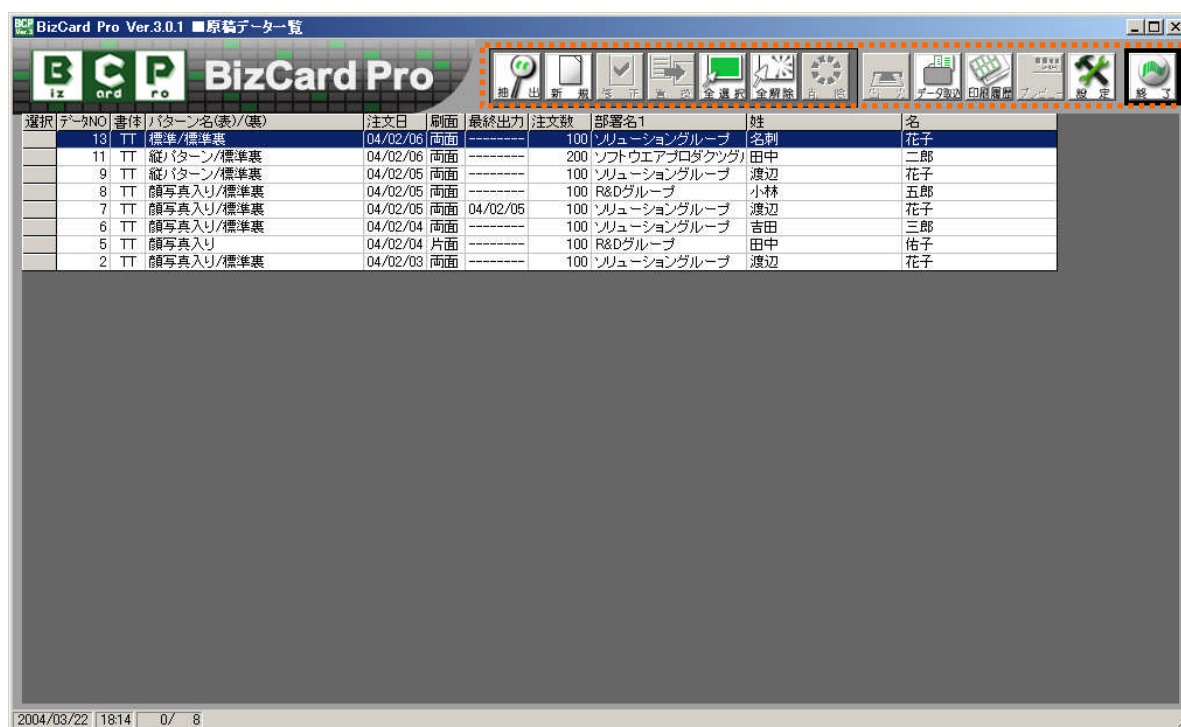 BizCard Pro Ver.3.0.1 ■原稿データ一覧
B iz C ard P ro BizCard Pro
抽 出 新 規 修 正 全選択 全解除 データ取込 印刷履歴 プレビュー 設 定 終 了
選択 データNO 書体 パターン名(表)/(裏) 注文日 刷面 最終出力 注文数 部署名1 姓 名
13 TT 標準/標準裏 04/02/06 両面 -------- 100 ソリューショングループ 名刺 花子
11 TT 縦パターン/標準裏 04/02/06 両面 -------- 200 ソフトウエアプロダクツグ 田中 二郎
9 TT 縦パターン/標準裏 04/02/05 両面 -------- 100 ソリューショングループ 渡辺 花子
8 TT 顔写真入り/標準裏 04/02/05 両面 -------- 100 R&Dグループ 小林 五郎
7 TT 顔写真入り/標準裏 04/02/05 両面 04/02/05 100 ソリューショングループ 渡辺 花子
6 TT 顔写真入り/標準裏 04/02/04 両面 -------- 100 ソリューショングループ 吉田 三郎
5 TT 顔写真入り 04/02/04 片面 -------- 100 R&Dグループ 田中 佑子
2 TT 顔写真入り/標準裏 04/02/03 両面 -------- 100 ソリューショングループ 渡辺 花子
2004/03/22 18:14 0/ 8